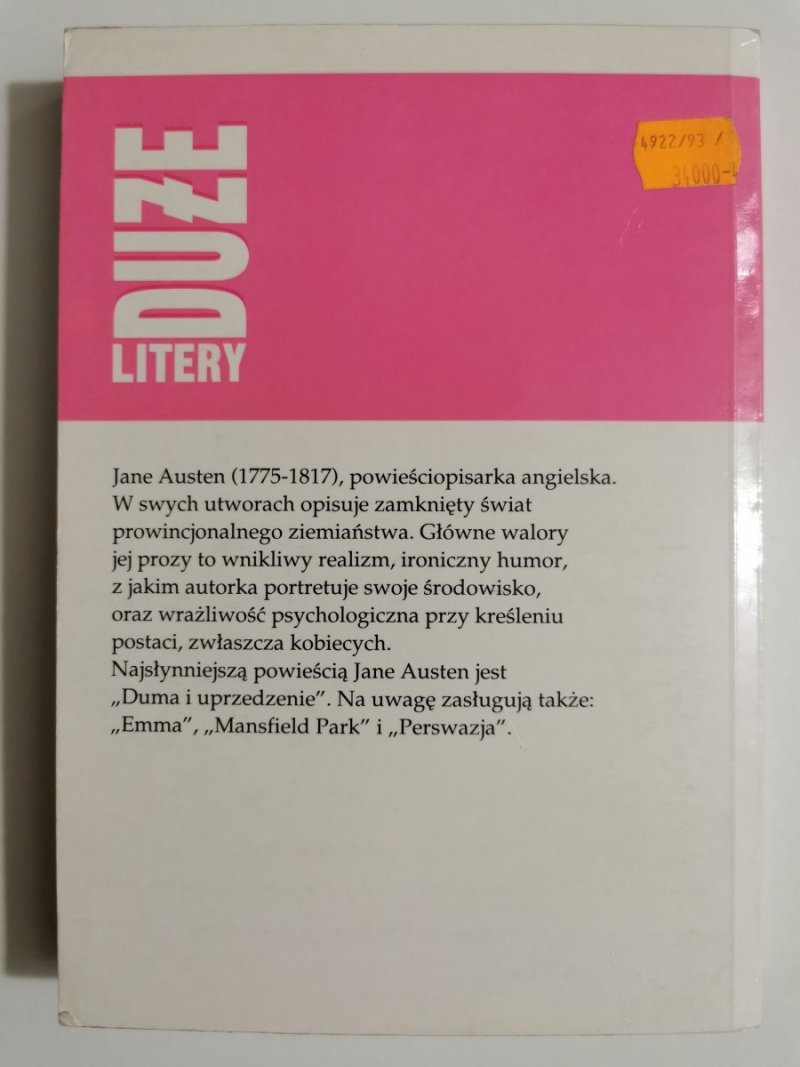 DUŻE
LITERY
4922/93 /
34000-
Jane Austen (1775-1817), powieściopisarka angielska.
W swych utworach opisuje zamknięty świat
prowincjonalnego ziemiaństwa. Główne walory
jej prozy to wnikliwy realizm, ironiczny humor,
z jakim autorka portretuje swoje środowisko,
oraz wrażliwość psychologiczna przy kreśleniu
postaci, zwłaszcza kobiecych.
Najsłynniejszą powieścią Jane Austen jest
„Duma i uprzedzenie”. Na uwagę zasługują także:
„Emma”, „Mansfield Park” i „Perswazja”.